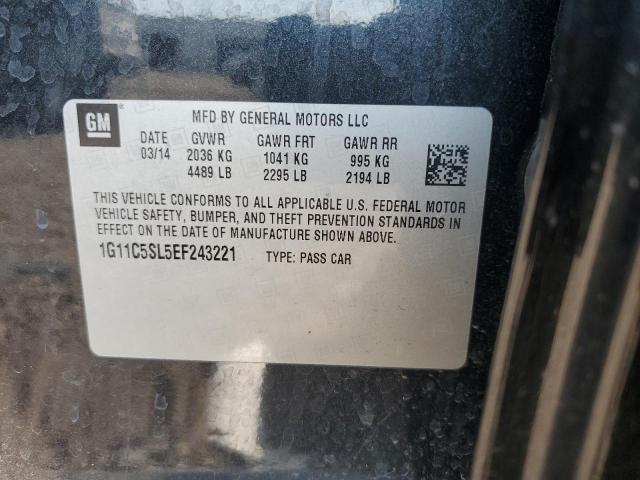 GM
MFD BY GENERAL MOTORS LLC
DATE GVWR GAWR FRT GAWR RR
03/14 2036 KG 1041 KG 995 KG
4489 LB 2295 LB 2194 LB
THIS VEHICLE CONFORMS TO ALL APPLICABLE U.S. FEDERAL MOTOR
VEHICLE SAFETY, BUMPER, AND THEFT PREVENTION STANDARDS IN
EFFECT ON THE DATE OF MANUFACTURE SHOWN ABOVE.
1G11C5SL5EF243221 TYPE: PASS CAR